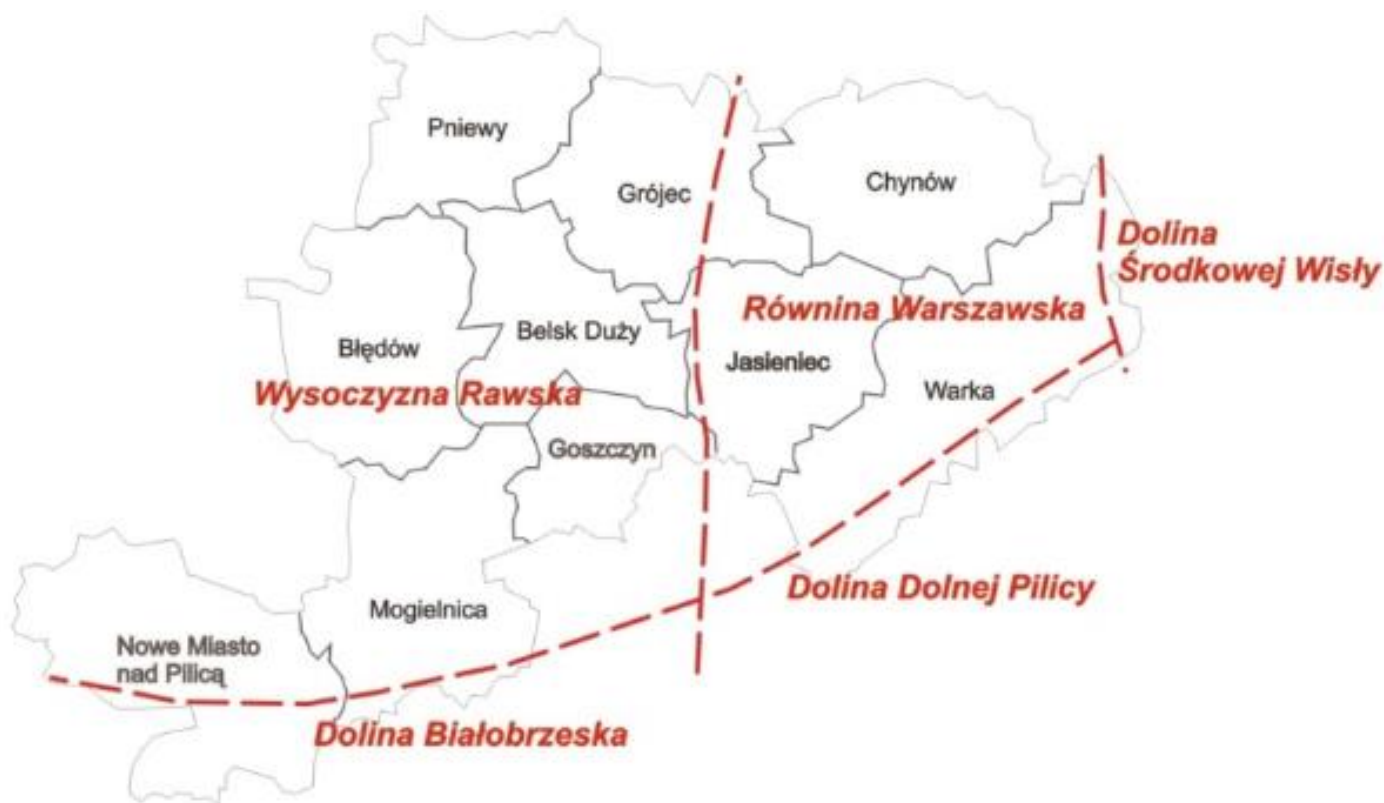 Pniewy
Grójec
Chynów
Dolina
Środkowej Wisły
Równina Warszawska
Belsk Duży
Błędów
Jasieniec
Wysoczyzna Rawska
Warka
Goszczyn
Dolina Dolnej Pilicy
Mogielnica
Nowe Miasto
nad Pilicą
Dolina Białobrzeska